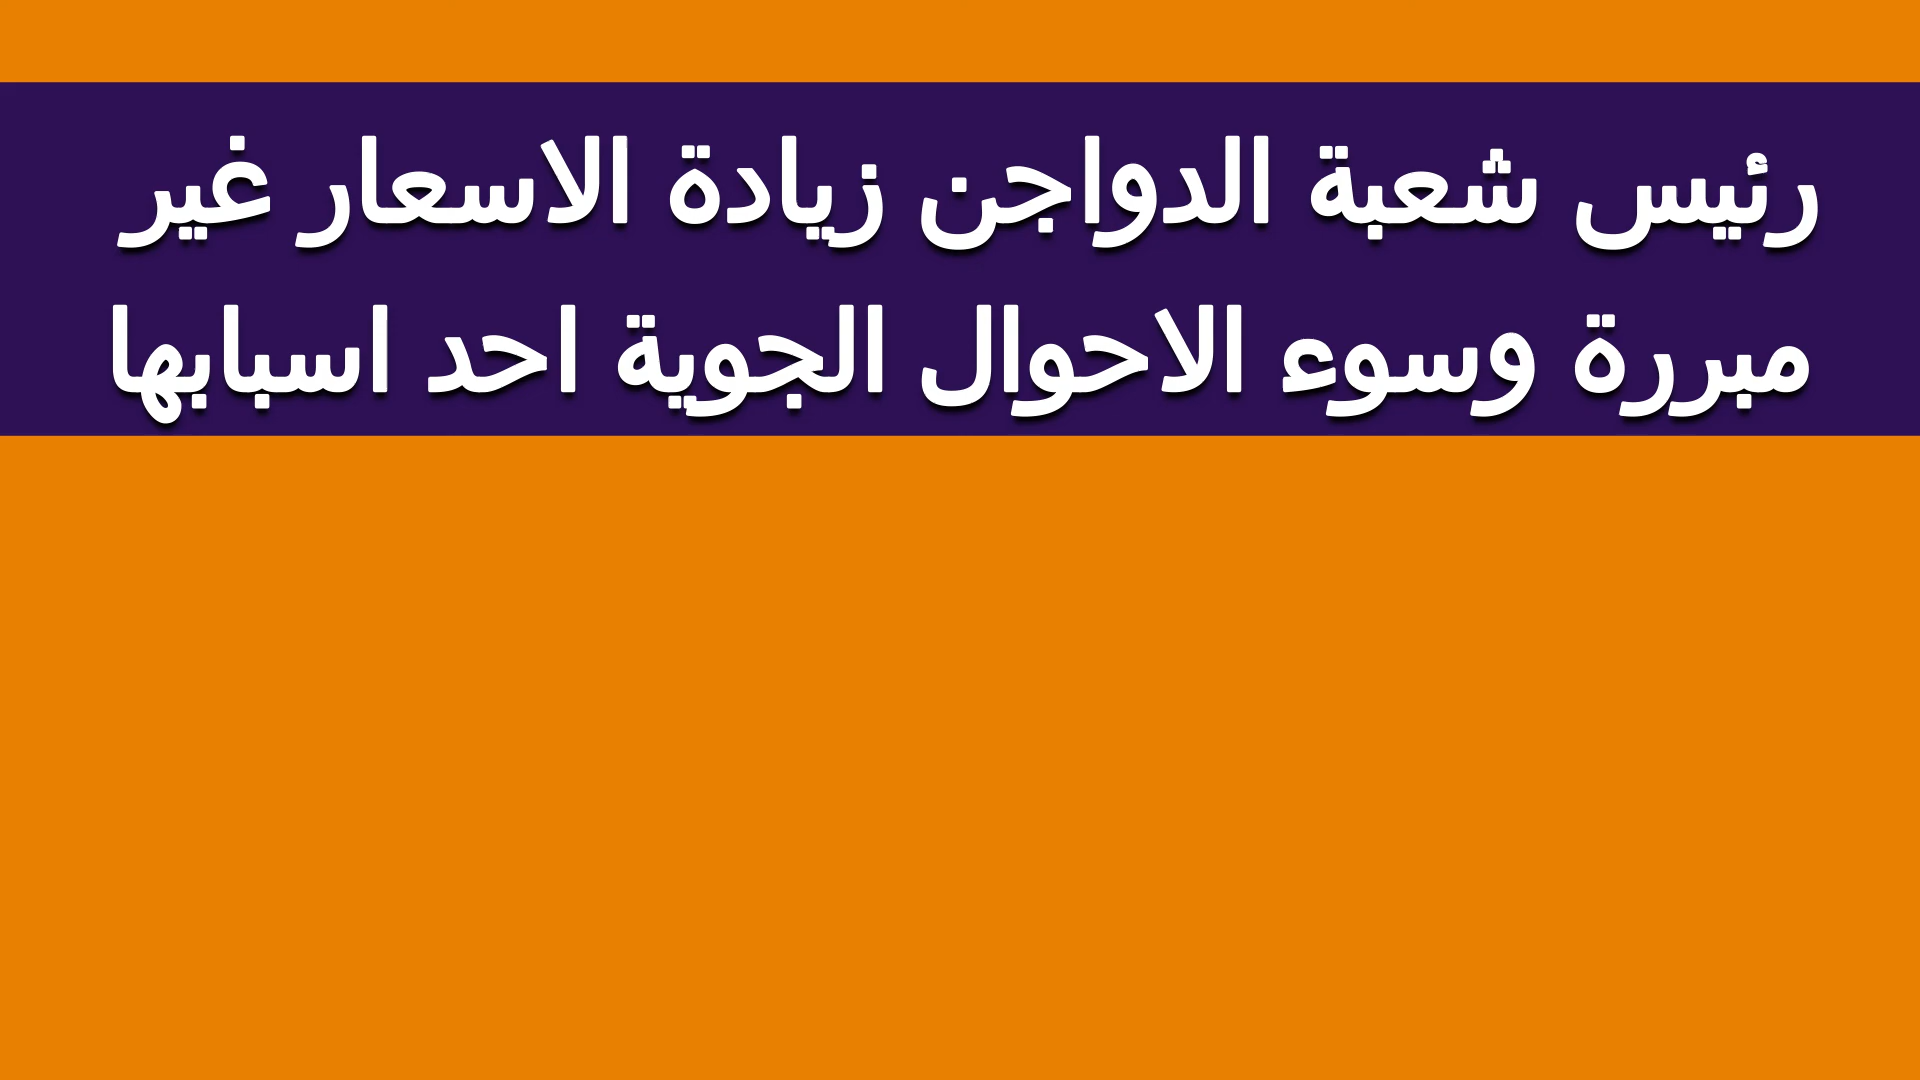 رئيس شعبة الدواجن زيادة الاسعار غير
مبررة وسوء الاحوال الجوية احد اسبابها